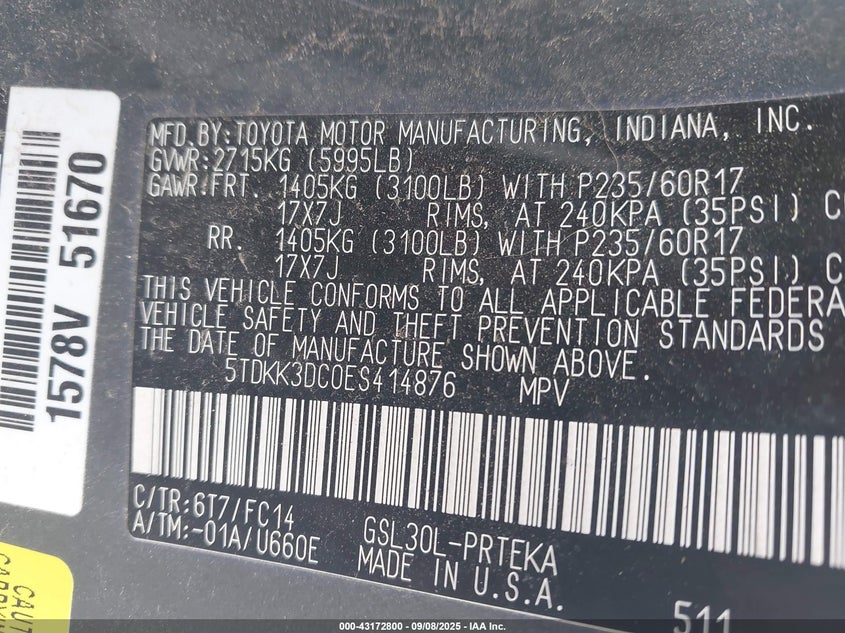 MFD.BY:TOYOTA MOTOR MANUFACTURING, INDIANA, INC.
GVWR:2715KG (5995LB)
GAWR:FRT. 1405KG (3100LB) WITH P235/60R17
17X7J RIMS, AT 240KPA (35PSI)
RR. 1405KG (3100LB) WITH P235/60R17
17X7J RIMS, AT 240KPA (35PSI)
THIS VEHICLE CONFORMS TO ALL APPLICABLE FEDERA
VEHICLE SAFETY AND THEFT PREVENTION STANDARDS
THE DATE OF MANUFACTURE SHOWN ABOVE.
5TDKK3DC0ES414876 MPV
C/TR:6T7/FC14
A/TM:-01A/U660E
GSL30L-PRTEKA
MADE IN U.S.A.
511
1578V 51670
CAUT
000-43172800 - 09/08/2025 - IAA Inc.